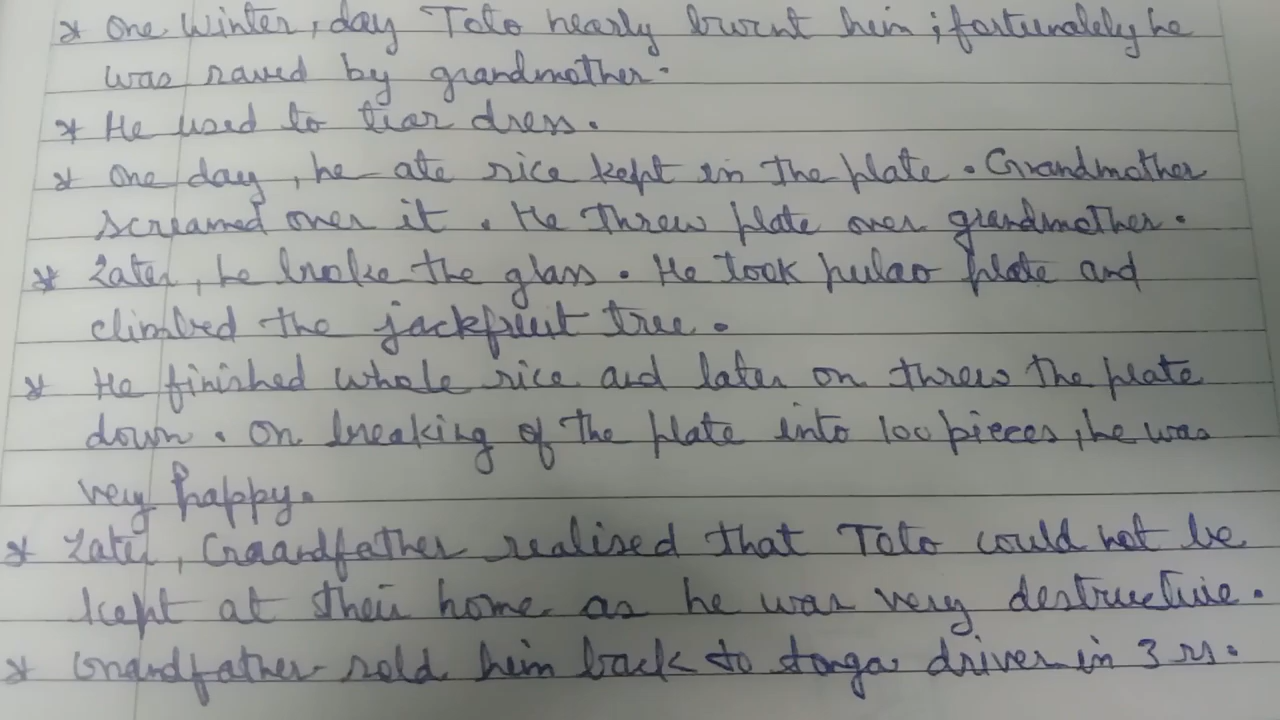 * One Winter, day Toto nearly burnt him ; fortunately he
was saved by grandmother.
* He used to tear dress.
* One day, he ate rice kept in the plate. Grandmother
screamed over it. He threw plate over grandmother.
* Later, he broke the glass. He took pulao plate and
climbed the jackfruit tree.
* He finished whole rice and later on threw the plate
down. On breaking of the plate into 100 pieces, he was
very happy.
* Later, Graandfather realised that Toto could not be
kept at their home as he was very destructive.
* Grandfather sold him back to tonga driver in 3 rs.